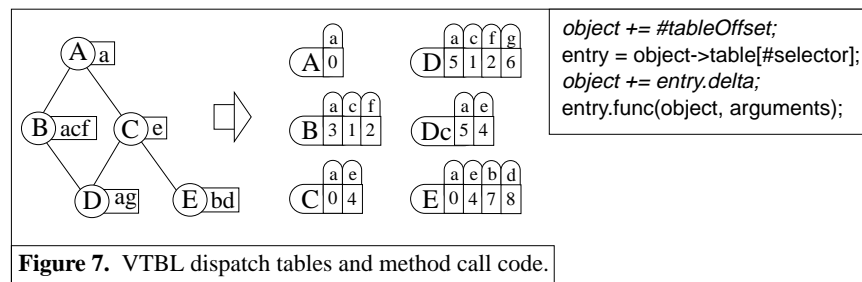 A a
B acf
C e
D ag
E bd
a
A 0
a c f
B 3 1 2
a e
C 0 4
a c f g
D 5 1 2 6
a e
Dc 5 4
a e b d
E 0 4 7 8
object += #tableOffset;
entry = object->table[#selector];
object += entry.delta;
entry.func(object, arguments);
Figure 7. VTBL dispatch tables and method call code.